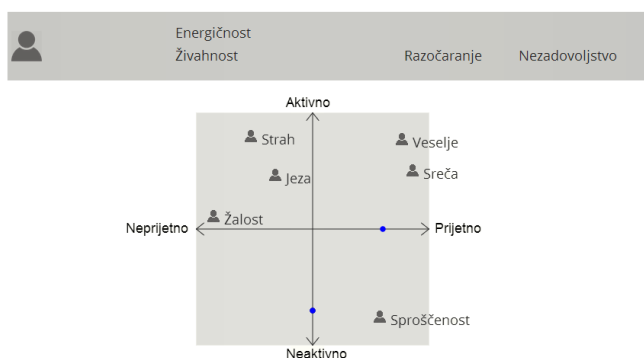 Energičnost
Živahnost Razočaranje Nezadovoljstvo
Aktivno
Strah Veselje
Jeza Sreča
Žalost
Neprijetno Prijetno
Sproščenost
Neaktivno